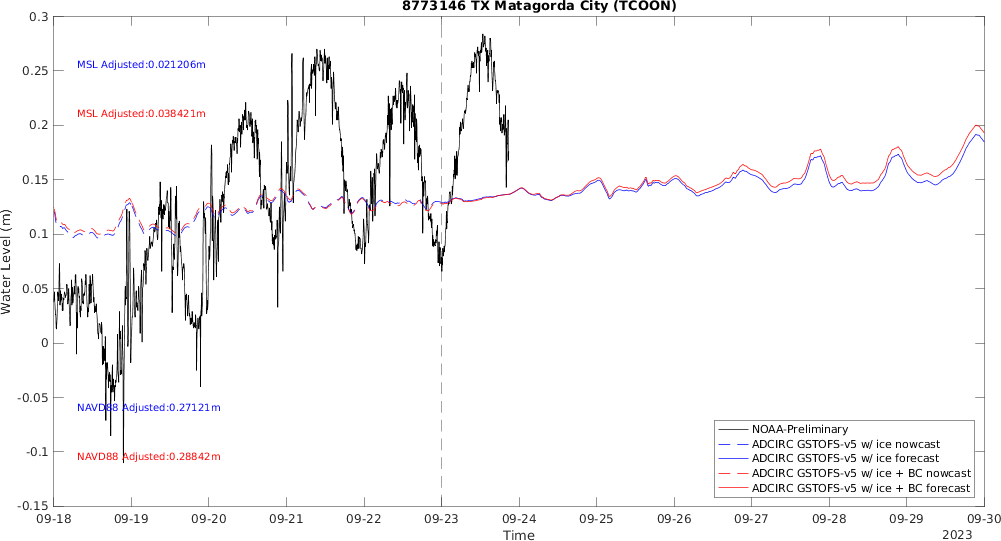 8773146 TX Matagorda City (TCOON)
0.3
0.25
0.2
0.15
0.1
0.05
0
-0.05
-0.1
-0.15
Water Level (m)
MSL Adjusted:0.021206m
MSL Adjusted:0.038421m
NAVD88 Adjusted:0.27121m
NAVD88 Adjusted:0.28842m
NOAA-Preliminary
ADCIRC GSTOFS-v5 w/ ice nowcast
ADCIRC GSTOFS-v5 w/ ice forecast
ADCIRC GSTOFS-v5 w/ ice + BC nowcast
ADCIRC GSTOFS-v5 w/ ice + BC forecast
09-18 09-19 09-20 09-21 09-22 09-23 09-24 09-25 09-26 09-27 09-28 09-29 09-30
Time
2023